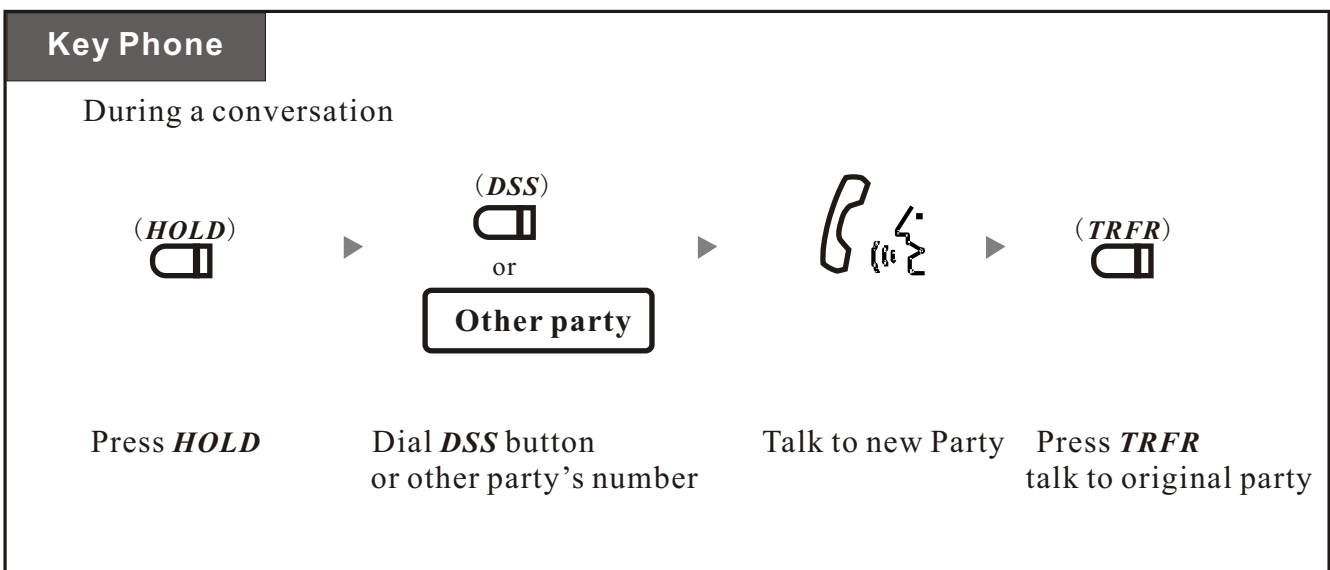 Key Phone
During a conversation
(HOLD)
(DSS)
or
Other party
(TRFR)
Press HOLD
Dial DSS button
or other party's number
Talk to new Party
Press TRFR
talk to original party